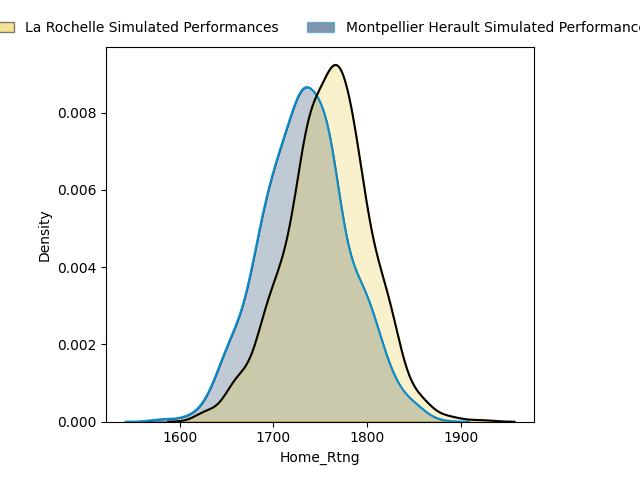 La Rochelle Simulated Performances
Montpellier Herault Simulated
0.008
0.006
0.004
0.002
0.000
Density
1600 1700 1800 1900
Home_Rtng